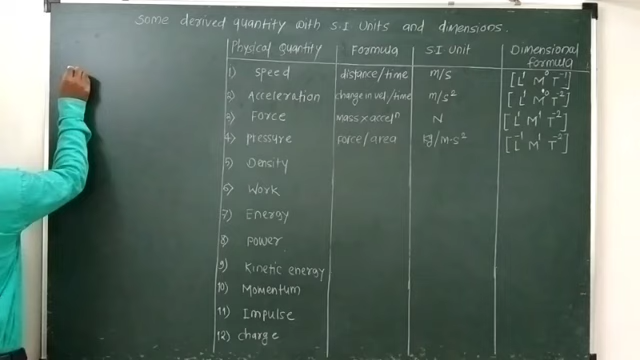 Some derived quantity with S.I Units and dimensions.
Physical Quantity Formula S.I Unit Dimensional formula
1) Speed distance/time m/s [L¹ M⁰ T⁻¹]
2) Acceleration change in vel/time m/s² [L¹ M⁰ T⁻²]
3) Force mass x accelⁿ N [L¹ M¹ T⁻²]
4) Pressure Force/area kg/m-s² [L⁻¹ M¹ T⁻²]
5) Density
6) Work
7) Energy
8) Power
9) Kinetic energy
10) Momentum
11) Impulse
12) charge